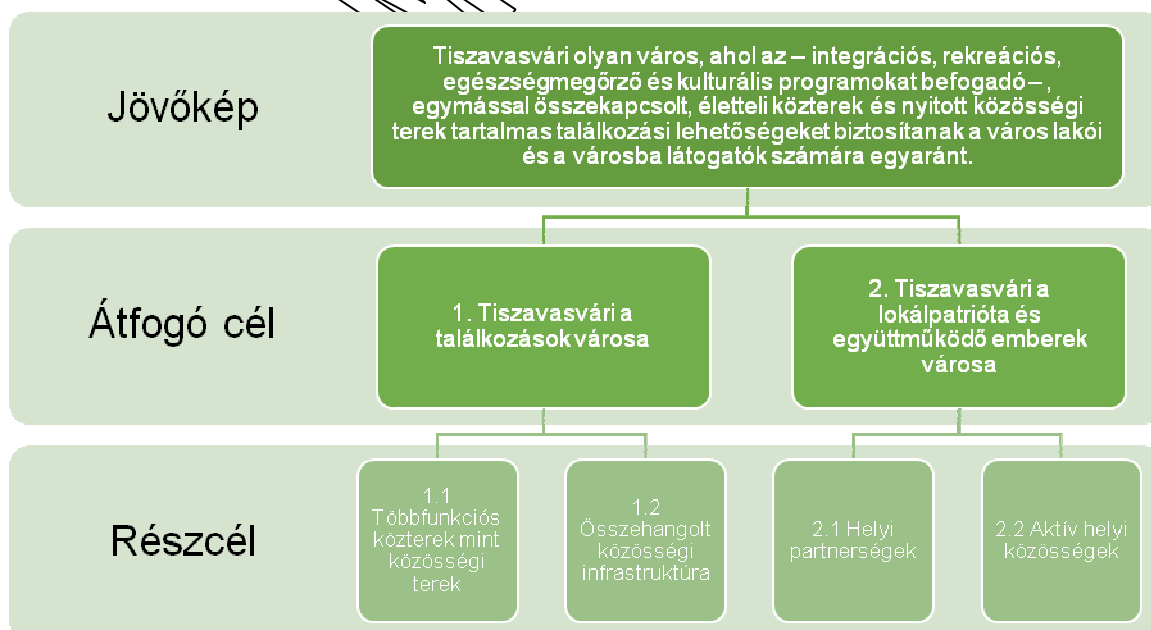 Jövőkép
Tiszavasvári olyan város, ahol az – integrációs, rekreációs,
egészségmegőrző és kulturális programokat befogadó– ,
egymással összekapcsolt, életteli közterek és nyitott közösségi
terek tartalmas találkozási lehetőségeket biztosítanak a város lakói
és a városba látogatók számára egyaránt.
Átfogó cél
1. Tiszavasvári a
találkozások városa
2. Tiszavasvári a
lokálpatrióta és
együttműködő emberek
városa
Részcél
1.1
Többfunkciós
közterek mint
közösségi
terek
1.2
Összehangolt
közösségi
infrastruktúra
2.1 Helyi
partnerségek
2.2 Aktív helyi
közösségek